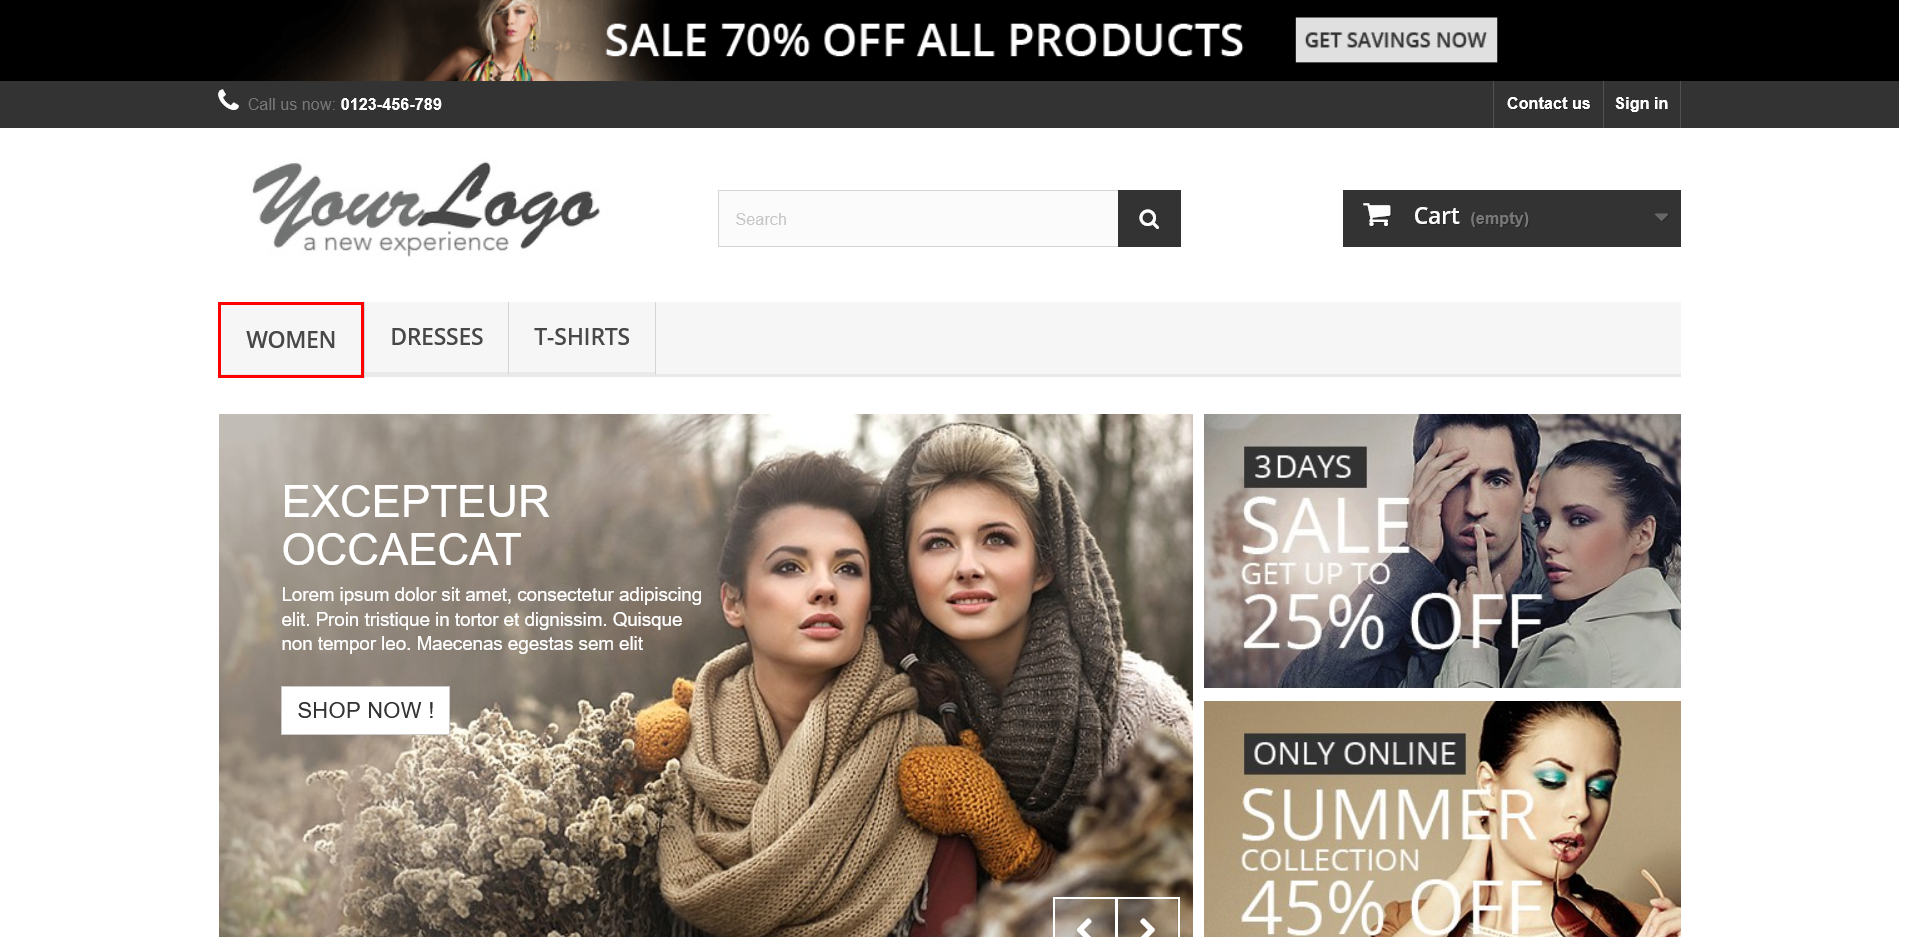 SALE 70% OFF ALL PRODUCTS
GET SAVINGS NOW
Call us now: 0123-456-789
Contact us
Sign in
YourLogo
a new experience
Search
Cart (empty)
WOMEN
DRESSES
T-SHIRTS
EXCEPTEUR
OCCAECAT
Lorem ipsum dolor sit amet, consectetur adipiscing
elit. Proin tristique in tortor et dignissim. Quisque
non tempor leo. Maecenas egestas sem elit
SHOP NOW !
3 DAYS
SALE
GET UP TO
25% OFF
ONLY ONLINE
SUMMER
COLLECTION
45% OFF